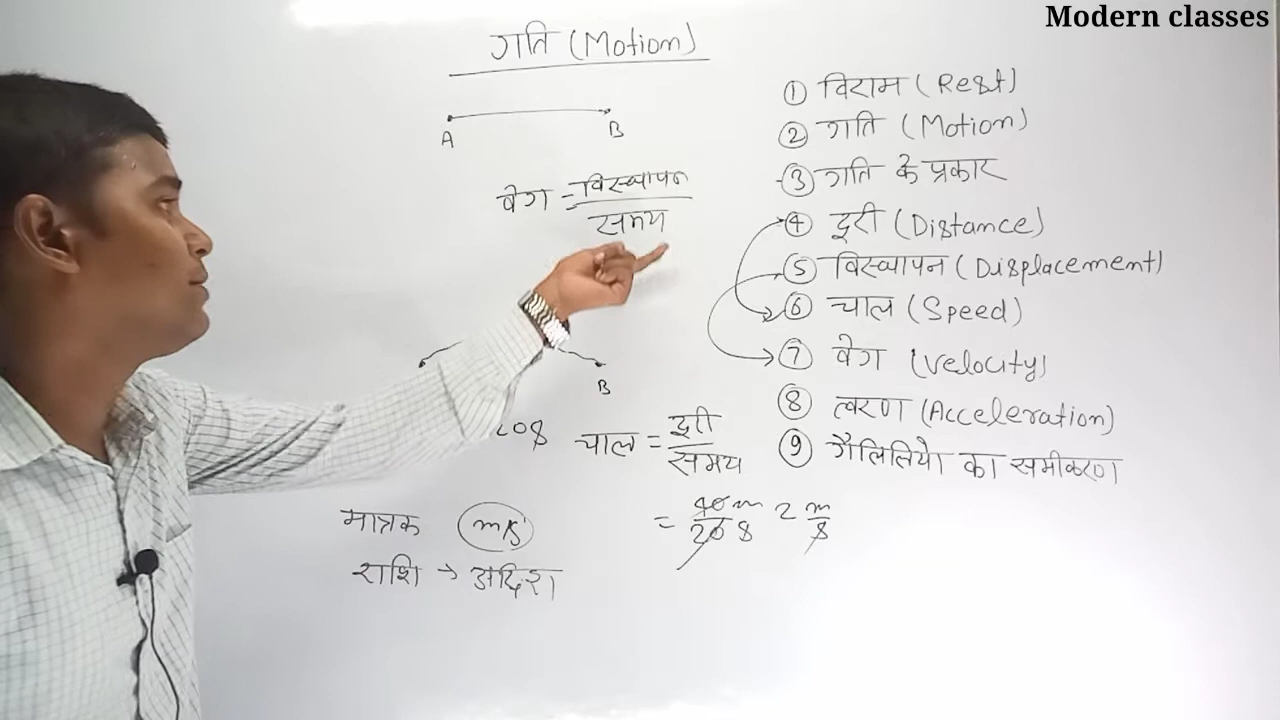 Modern classes
गति (Motion)
A B
वेग = विस्थापन
समय
B
20s
चाल = दूरी
समय
= 40m
20 s
2 m
s
मात्रक m/s
राशि → अदिश
① विराम (Rest)
② गति (Motion)
③ गति के प्रकार
④ दूरी (Distance)
⑤ विस्थापन (Displacement)
⑥ चाल (Speed)
⑦ वेग (Velocity)
⑧ त्वरण (Acceleration)
⑨ गैलिलियो का समीकरण